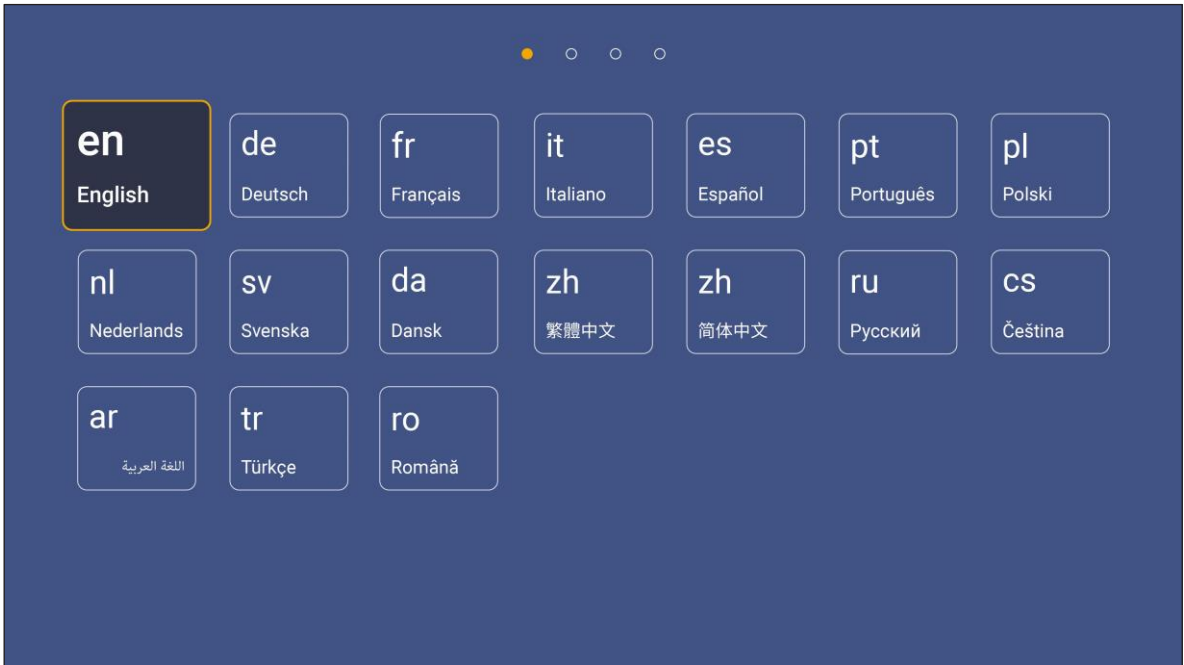 en
English
de
Deutsch
fr
Français
it
Italiano
es
Español
pt
Português
pl
Polski
nl
Nederlands
sv
Svenska
da
Dansk
zh
繁體中文
zh
简体中文
ru
Русский
cs
Čeština
ar
اللغة العربية
tr
Türkçe
ro
Română